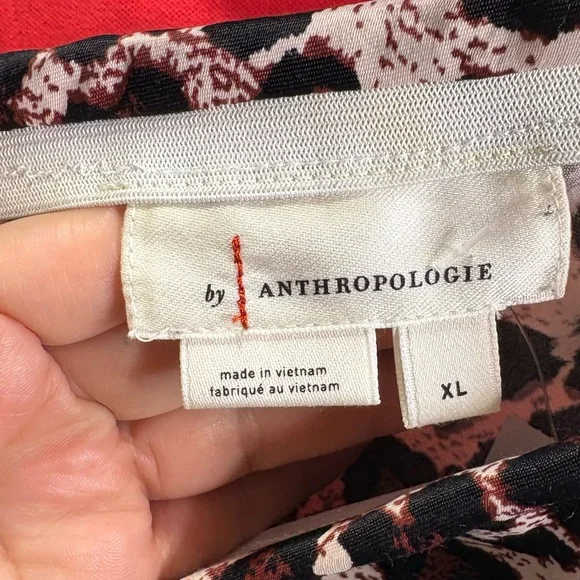 by ANTHROPOLOGIE
made in vietnam
fabriqué au vietnam
XL